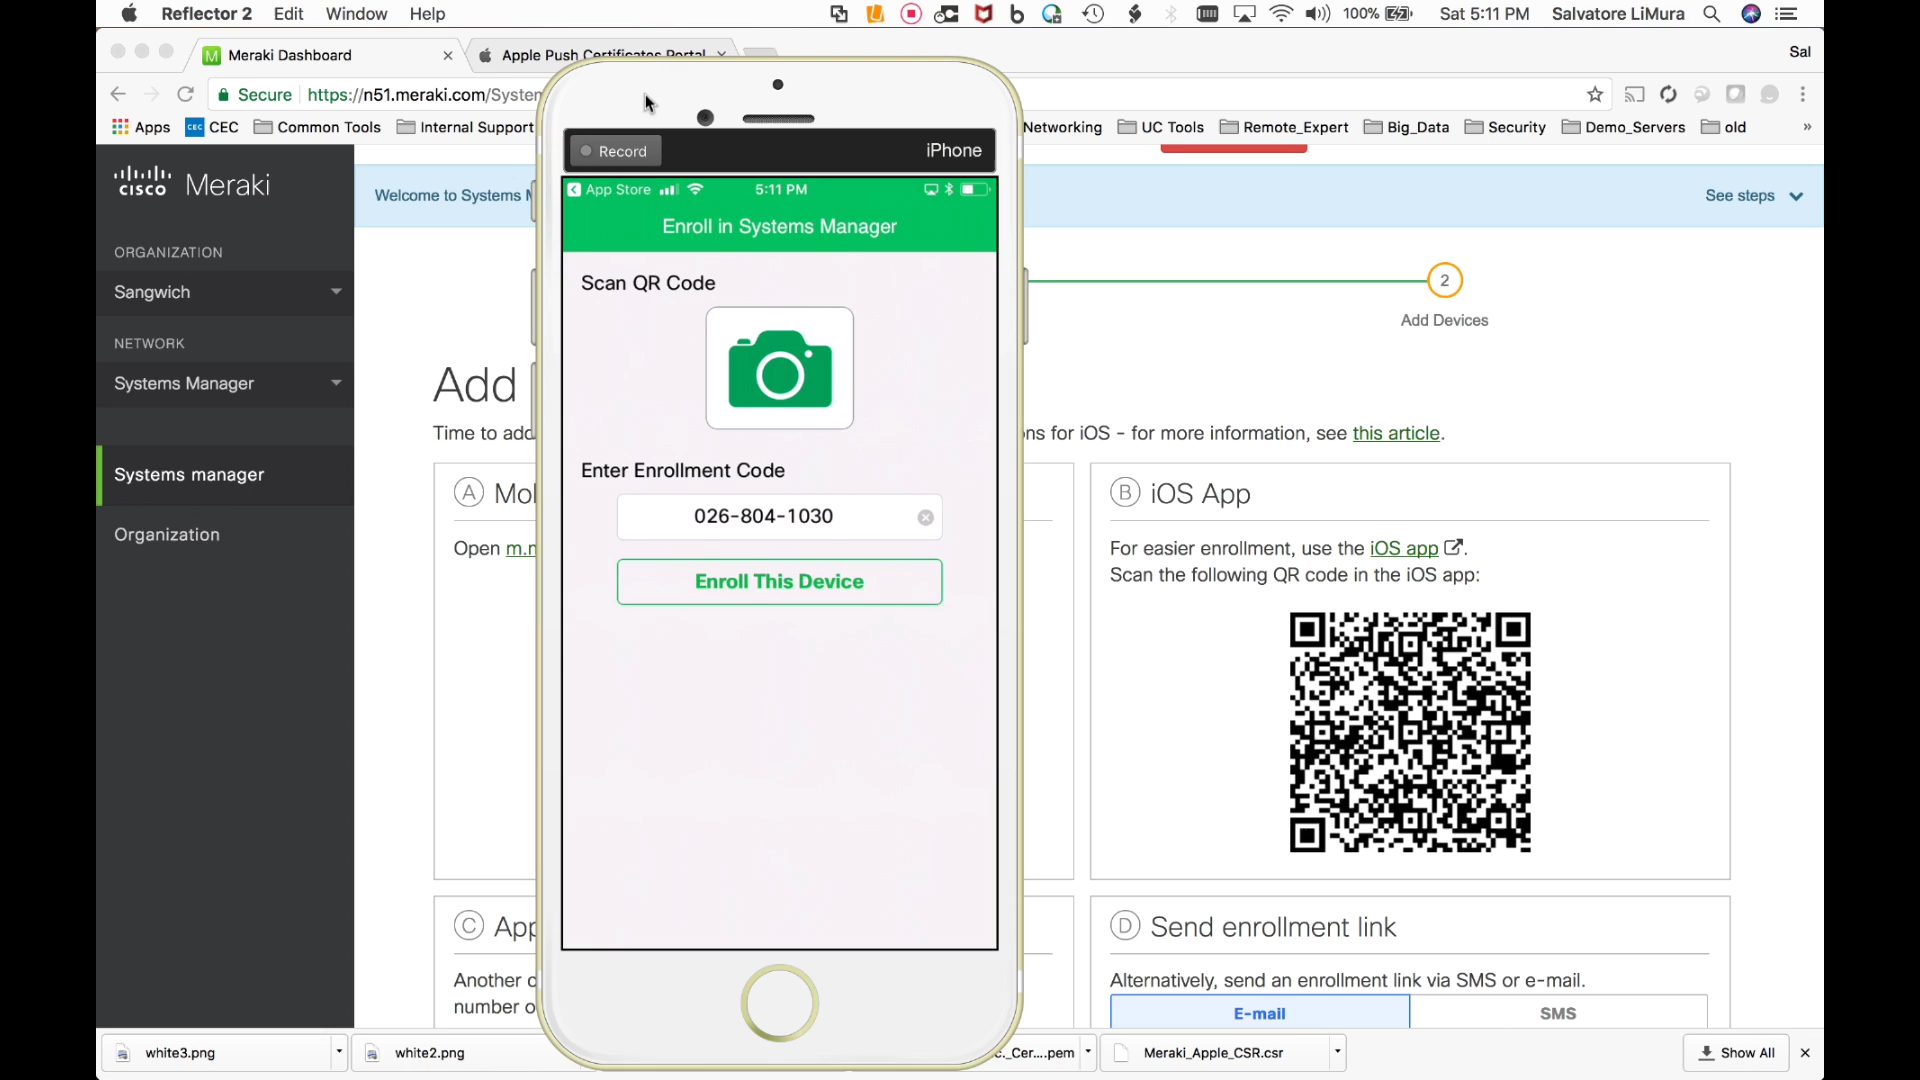 Reflector 2 Edit Window Help
100% Sat 5:11 PM Salvatore LiMura
Meraki Dashboard
Apple Push Certificates Portal
Sal
Secure https://n51.meraki.com/System
Apps CEC CEC Common Tools Internal Support
Networking UC Tools Remote_Expert Big_Data Security Demo_Servers old »
cisco Meraki
ORGANIZATION
Sangwich
NETWORK
Systems Manager
Systems manager
Organization
Welcome to Systems M
See steps
2
Add Devices
Add
Time to add
ns for iOS - for more information, see this article.
A Mo
Open m.m
B iOS App
For easier enrollment, use the iOS app.
Scan the following QR code in the iOS app:
C App
Another o
number o
D Send enrollment link
Alternatively, send an enrollment link via SMS or e-mail.
E-mail SMS
Record iPhone
App Store 5:11 PM
Enroll in Systems Manager
Scan QR Code
Enter Enrollment Code
026-804-1030
Enroll This Device
white3.png white2.png c._Cer....pem Meraki_Apple_CSR.csr Show All